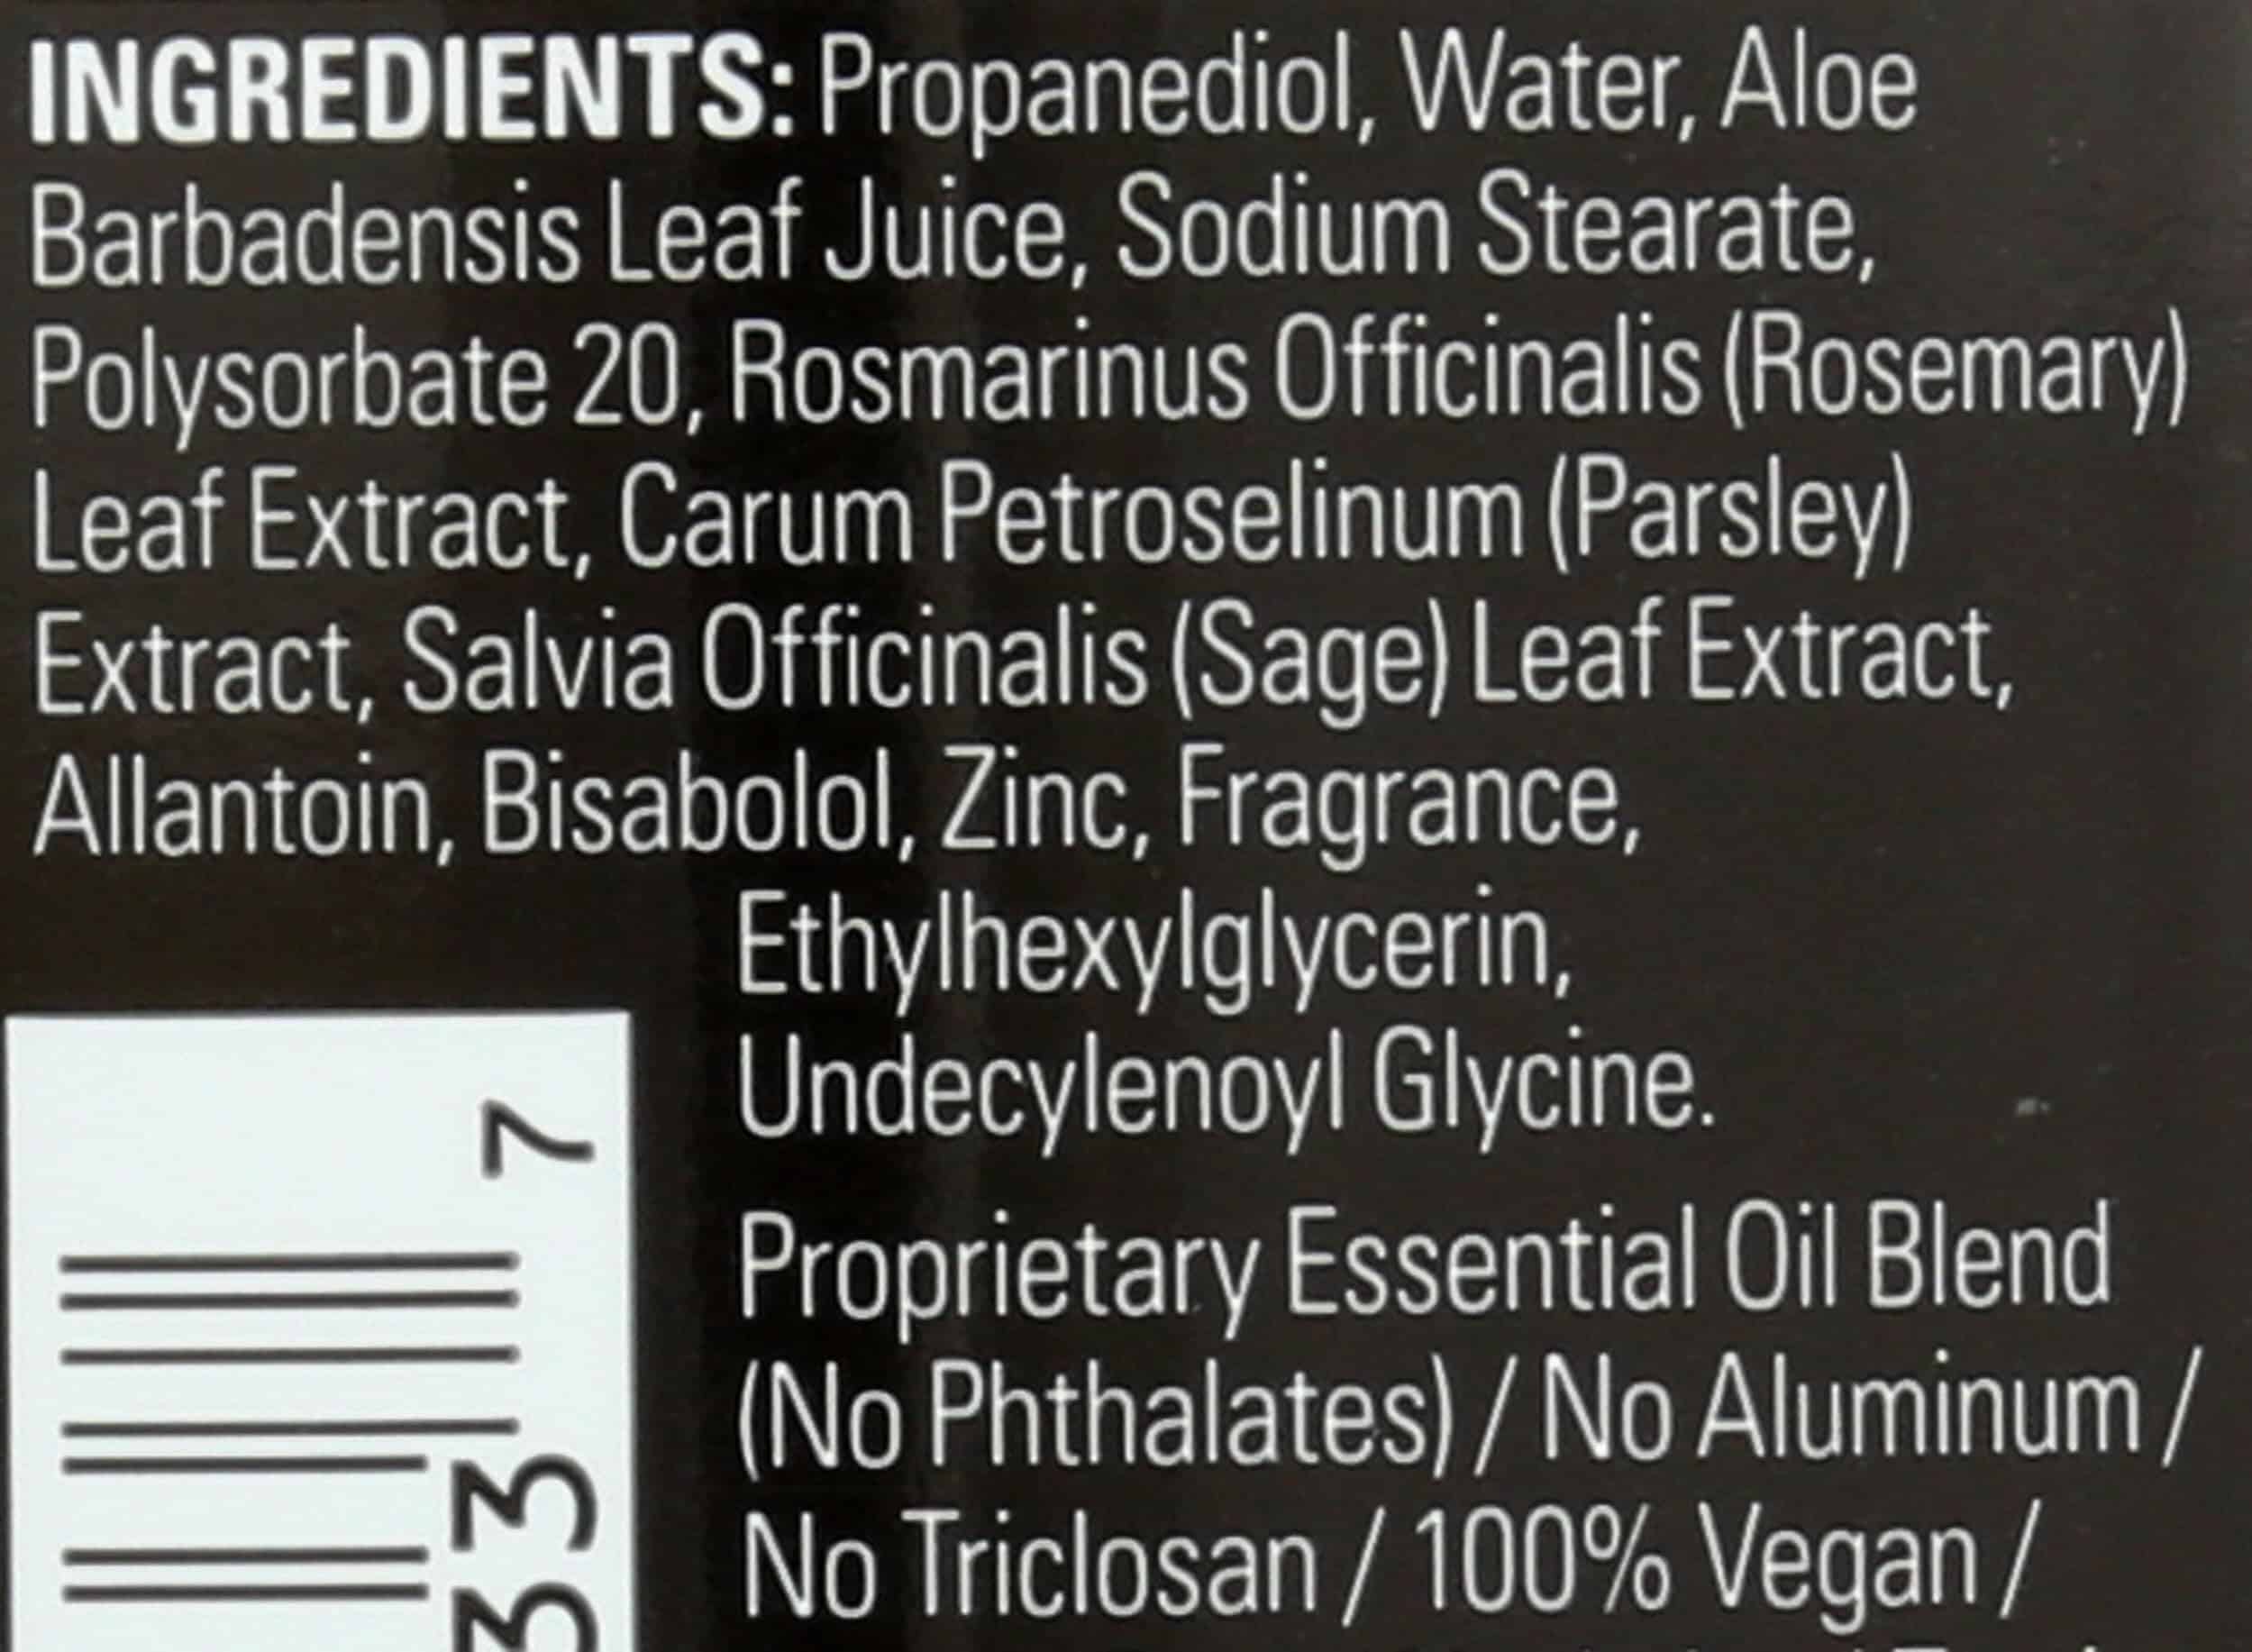 INGREDIENTS: Propanediol, Water, Aloe
Barbadensis Leaf Juice, Sodium Stearate,
Polysorbate 20, Rosmarinus Officinalis (Rosemary)
Leaf Extract, Carum Petroselinum (Parsley)
Extract, Salvia Officinalis (Sage) Leaf Extract,
Allantoin, Bisabolol, Zinc, Fragrance,
Ethylhexylglycerin,
Undecylenoyl Glycine.
Proprietary Essential Oil Blend
(No Phthalates) / No Aluminum /
No Triclosan / 100% Vegan /
7
33